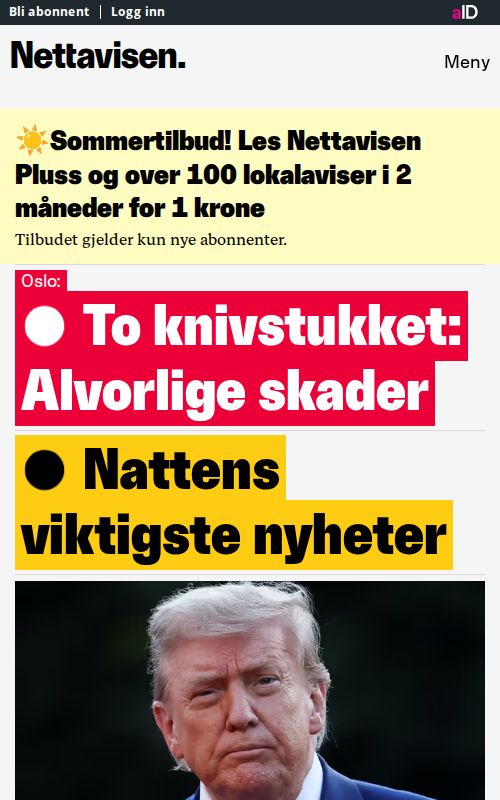 Bli abonnent | Logg inn
aID
Nettavisen.
Meny
☀️Sommertilbud! Les Nettavisen
Pluss og over 100 lokalaviser i 2
måneder for 1 krone
Tilbudet gjelder kun nye abonnenter.
Oslo:
To knivstukket:
Alvorlige skader
Nattens
viktigste nyheter